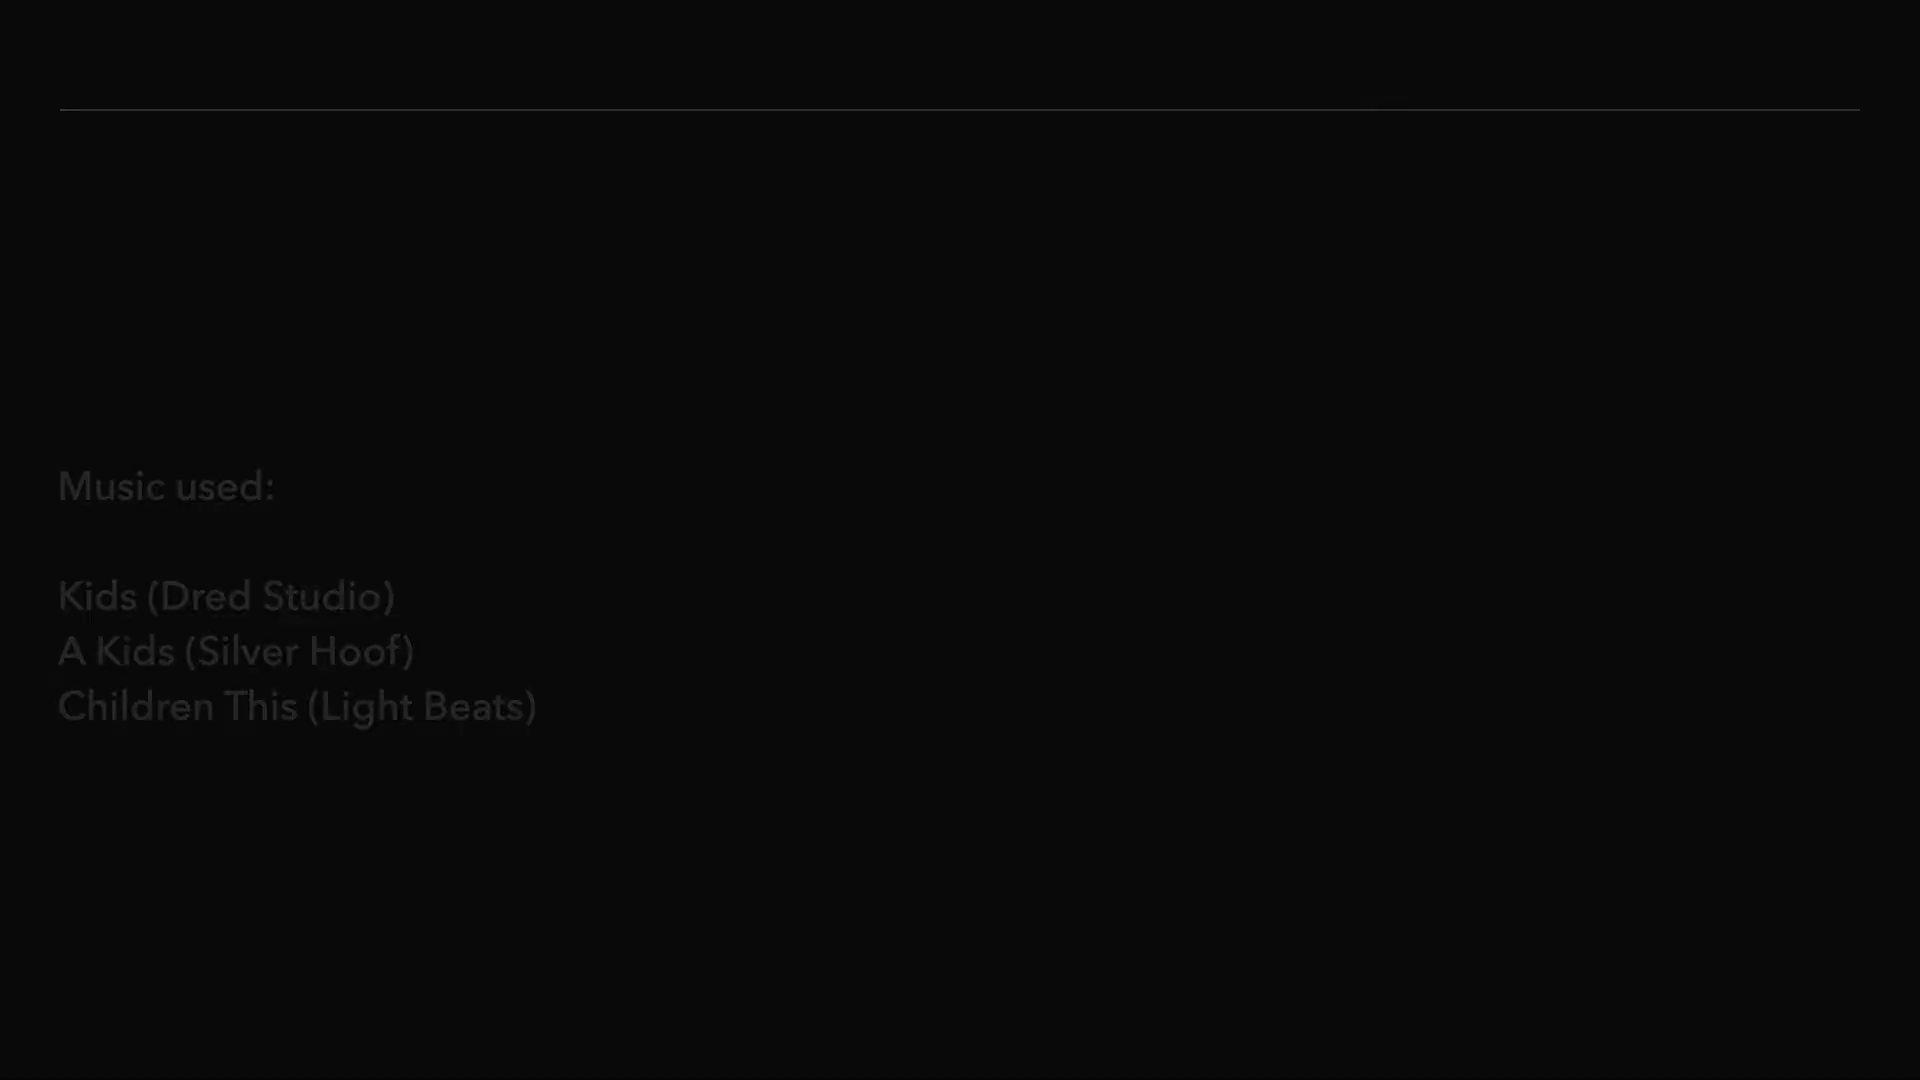 Music used:
Kids (Dred Studio)
A Kids (Silver Hoof)
Children This (Light Beats)